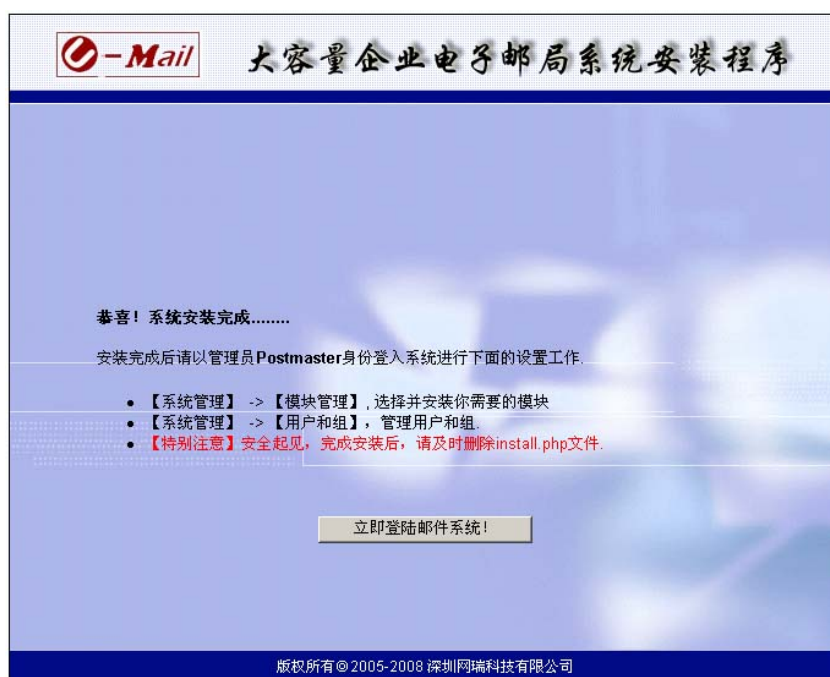 e-Mail 大容量企业电子邮局系统安装程序
恭喜！系统安装完成........
安装完成后请以管理员Postmaster身份登入系统进行下面的设置工作.
【系统管理】 -> 【模块管理】, 选择并安装你需要的模块
【系统管理】 -> 【用户和组】，管理用户和组.
【特别注意】安全起见，完成安装后，请及时删除install.php文件.
立即登陆邮件系统!
版权所有©2005-2008 深圳网瑞科技有限公司